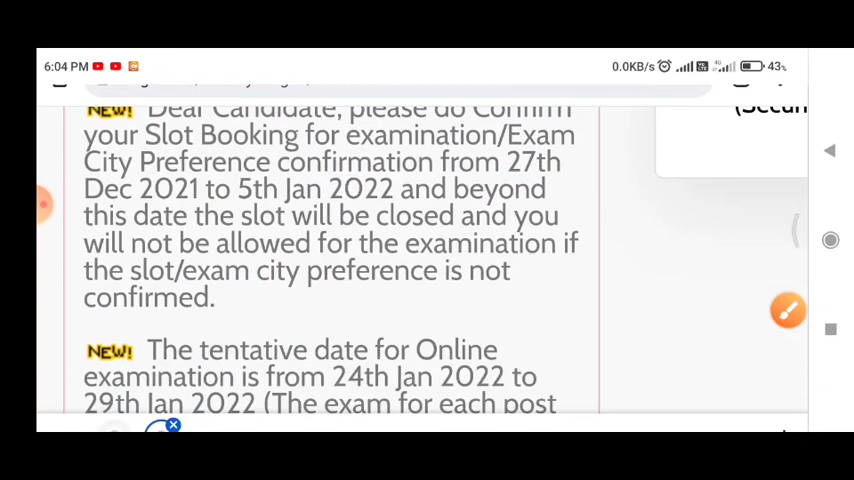 6:04 PM 0.0KB/s 4G 43%
NEW! Dear Candidate, please do Confirm
your Slot Booking for examination/Exam
City Preference confirmation from 27th
Dec 2021 to 5th Jan 2022 and beyond
this date the slot will be closed and you
will not be allowed for the examination if
the slot/exam city preference is not
confirmed.
NEW! The tentative date for Online
examination is from 24th Jan 2022 to
29th Jan 2022 (The exam for each post